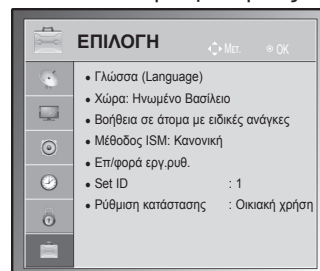 ΕΠΙΛΟΓΗ
Μετ. OK
• Γλώσσα (Language)
• Χώρα: Ηνωμένο Βασίλειο
• Βοήθεια σε άτομα με ειδικές ανάγκες
• Μέθοδος ISM: Κανονική
• Επ/φορά εργ.ρυθ.
• Set ID : 1
• Ρύθμιση κατάστασης : Οικιακή χρήση